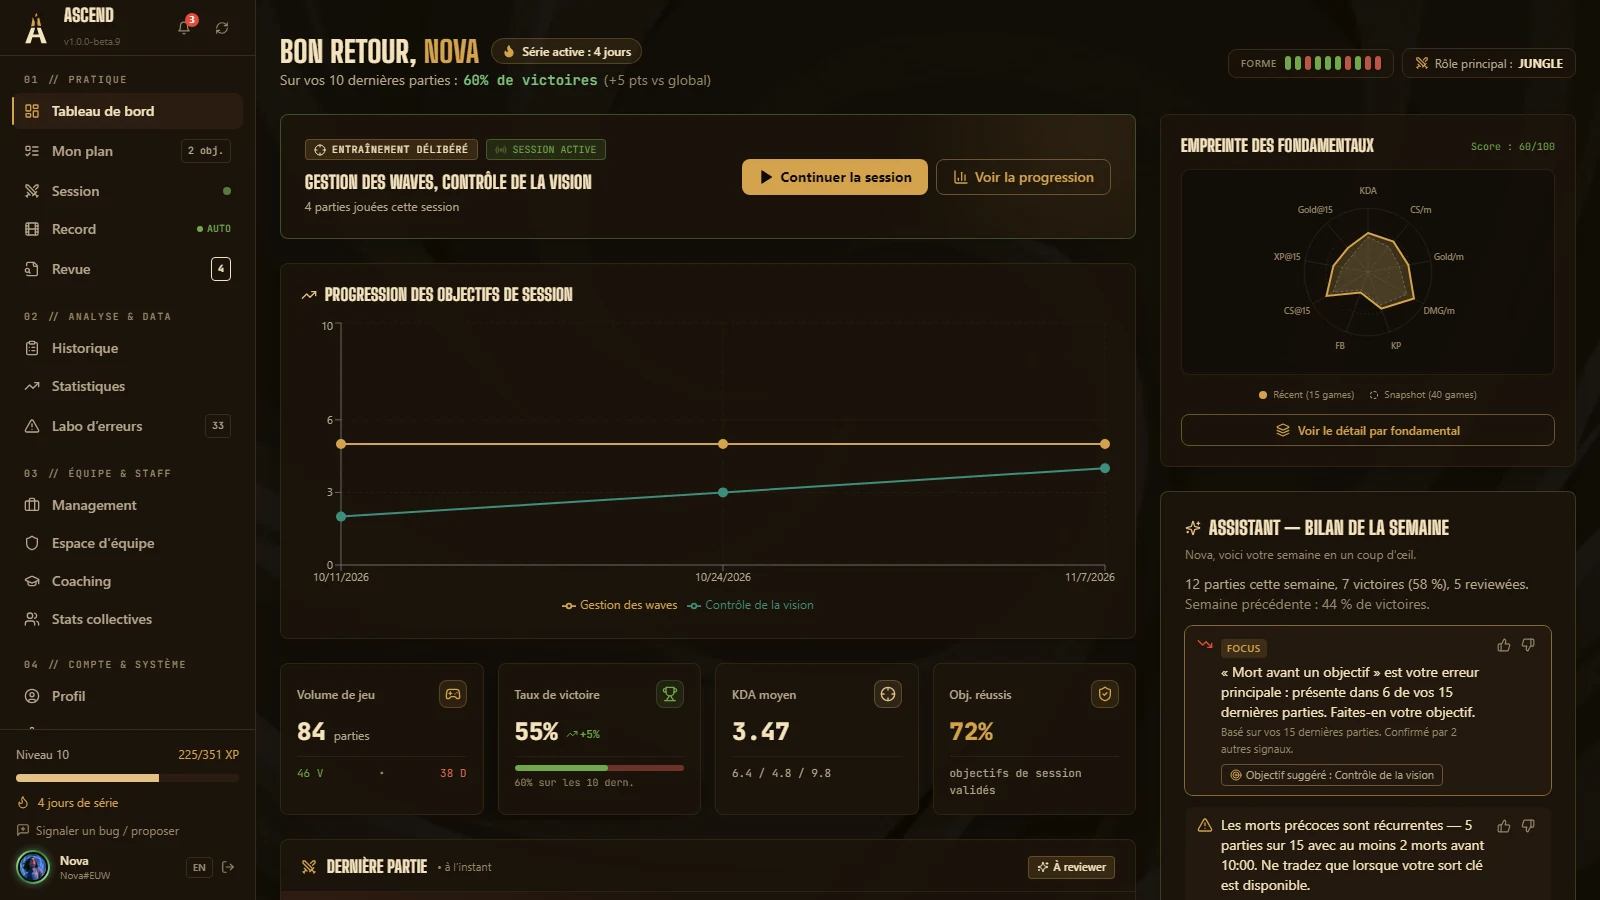 ASCEND
v1.0.0-beta.9
3
01 // PRATIQUE
Tableau de bord
Mon plan
2 obj.
Session
Record
AUTO
Revue
4
02 // ANALYSE & DATA
Historique
Statistiques
Labo d'erreurs
33
03 // ÉQUIPE & STAFF
Management
Espace d'équipe
Coaching
Stats collectives
04 // COMPTE & SYSTÈME
Profil
Niveau 10
225/351 XP
4 jours de série
Signaler un bug / proposer
Nova
Nova#EUW
EN
BON RETOUR, NOVA
Série active : 4 jours
Sur vos 10 dernières parties : 60% de victoires (+5 pts vs global)
FORME
Rôle principal : JUNGLE
ENTRAÎNEMENT DÉLIBÉRÉ
SESSION ACTIVE
GESTION DES WAVES, CONTRÔLE DE LA VISION
4 parties jouées cette session
Continuer la session
Voir la progression
PROGRESSION DES OBJECTIFS DE SESSION
10
6
3
0
10/11/2026
10/24/2026
11/7/2026
Gestion des waves
Contrôle de la vision
Volume de jeu
84 parties
46 V
•
38 D
Taux de victoire
55%
+5%
60% sur les 10 dern.
KDA moyen
3.47
6.4 / 4.8 / 9.8
Obj. réussis
72%
objectifs de session
validés
DERNIÈRE PARTIE
• à l'instant
À reviewer
EMPREINTE DES FONDAMENTAUX
Score : 60/100
KDA
CS/m
Gold/m
DMG/m
KP
FB
CS@15
XP@15
Gold@15
Récent (15 games)
Snapshot (40 games)
Voir le détail par fondamental
ASSISTANT — BILAN DE LA SEMAINE
Nova, voici votre semaine en un coup d'œil.
12 parties cette semaine, 7 victoires (58 %), 5 reviewées.
Semaine précédente : 44 % de victoires.
FOCUS
« Mort avant un objectif » est votre erreur
principale : présente dans 6 de vos 15
dernières parties. Faites-en votre objectif.
Basé sur vos 15 dernières parties. Confirmé par 2
autres signaux.
Objectif suggéré : Contrôle de la vision
Les morts précoces sont récurrentes — 5
parties sur 15 avec au moins 2 morts avant
10:00. Ne tradez que lorsque votre sort clé
est disponible.